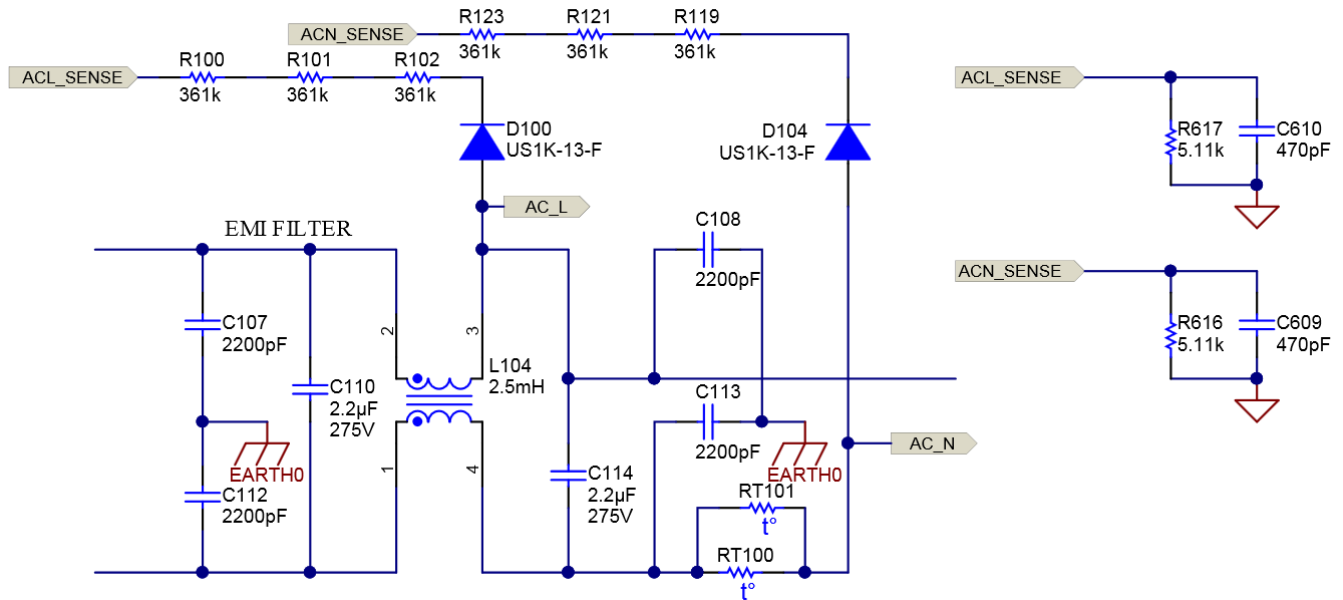 R123
R121
R119
ACN_SENSE
361k
361k
361k
R100
R101
R102
ACL_SENSE
361k
361k
361k
ACL_SENSE
D100
US1K-13-F
D104
US1K-13-F
R617
5.11k
C610
470pF
AC_L
EMI FILTER
C108
2200pF
ACN_SENSE
C107
2200pF
2
3
L104
2.5mH
R616
5.11k
C609
470pF
C110
2.2µF
275V
C113
2200pF
AC_N
EARTH0
EARTH0
1
4
C112
2200pF
C114
2.2µF
275V
RT101
t°
RT100
t°